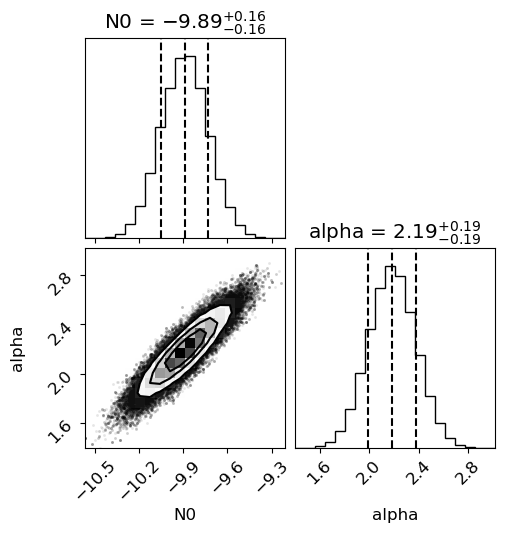 N0 = −9.89+0.16−0.16
alpha = 2.19+0.19−0.19
2.8
2.4
2.0
1.6
alpha
−10.5 −10.2 −9.9 −9.6 −9.3
N0
1.6 2.0 2.4 2.8
alpha